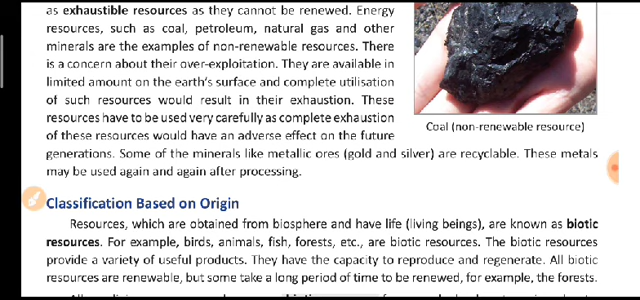 as exhaustible resources as they cannot be renewed. Energy
resources, such as coal, petroleum, natural gas and other
minerals are the examples of non-renewable resources. There
is a concern about their over-exploitation. They are available in
limited amount on the earth's surface and complete utilisation
of such resources would result in their exhaustion. These
resources have to be used very carefully as complete exhaustion
of these resources would have an adverse effect on the future
generations. Some of the minerals like metallic ores (gold and silver) are recyclable. These metals
may be used again and again after processing.
Coal (non-renewable resource)
Classification Based on Origin
Resources, which are obtained from biosphere and have life (living beings), are known as biotic
resources. For example, birds, animals, fish, forests, etc., are biotic resources. The biotic resources
provide a variety of useful products. They have the capacity to reproduce and regenerate. All biotic
resources are renewable, but some take a long period of time to be renewed, for example, the forests.